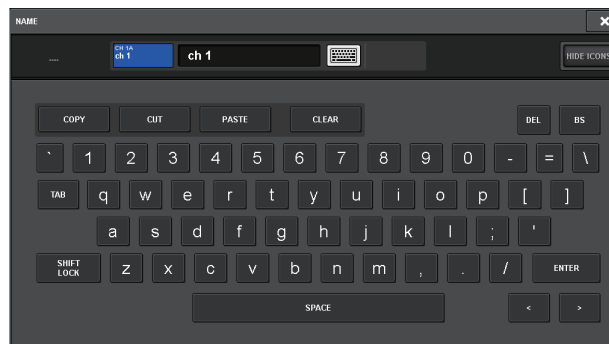 NAME ×
---- CH 1A ch 1 ch 1 HIDE ICONS
COPY CUT PASTE CLEAR DEL BS
` 1 2 3 4 5 6 7 8 9 0 - = \
TAB q w e r t y u i o p [ ]
a s d f g h j k l ; '
SHIFT LOCK z x c v b n m , . / ENTER
SPACE < >